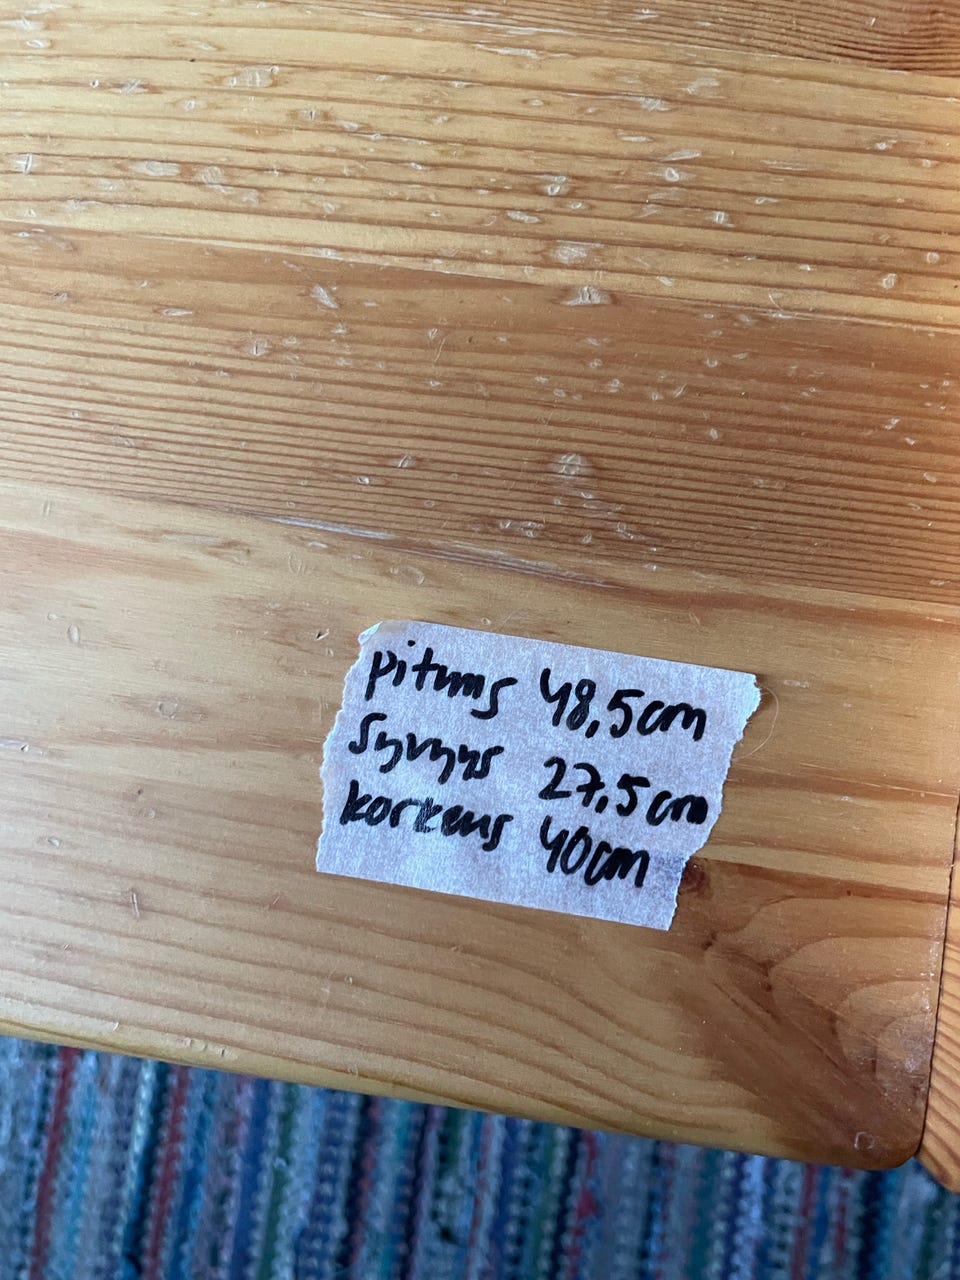 pituus 48,5cm
Syvyys 27,5cm
korkeus 40cm